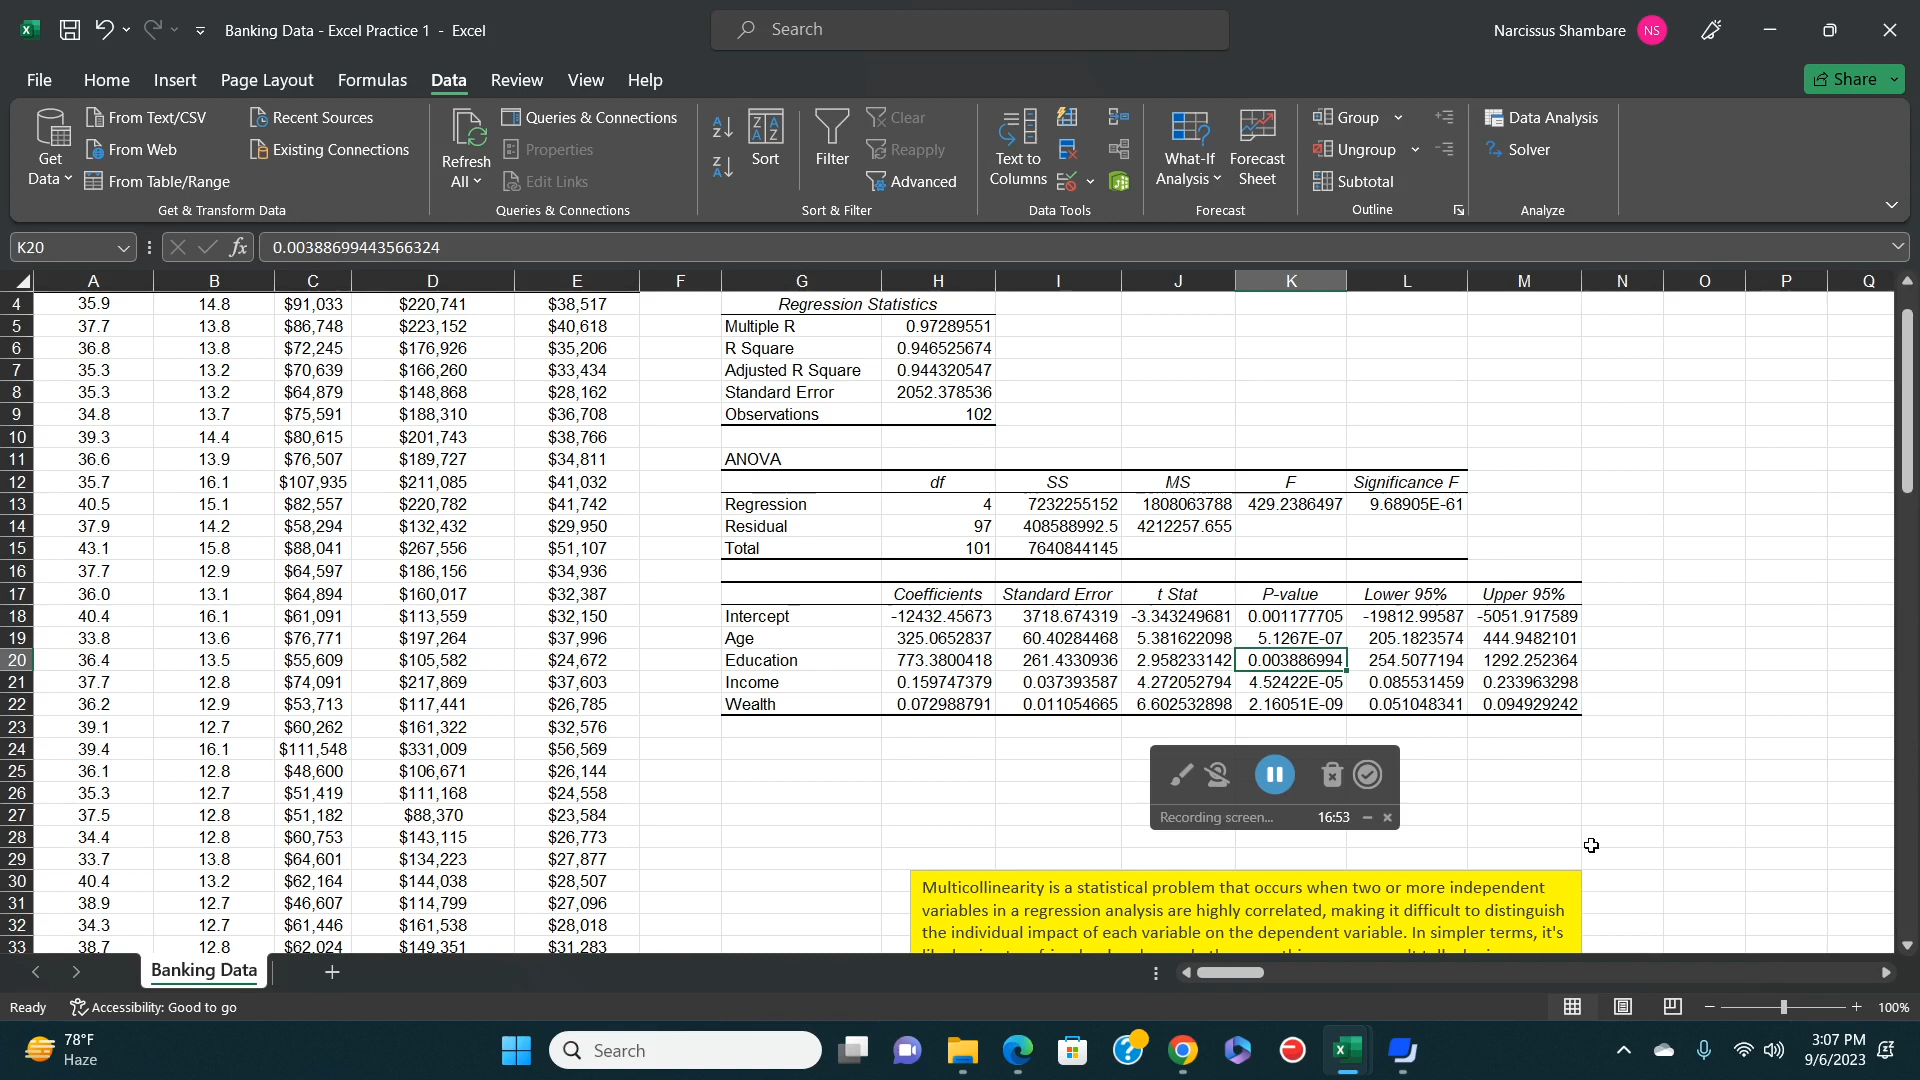 Banking Data - Excel Practice 1 - Excel
Search
Narcissus Shambare NS
File Home Insert Page Layout Formulas Data Review View Help
Share
Get Data
From Text/CSV
From Web
From Table/Range
Recent Sources
Existing Connections
Get & Transform Data
Refresh All
Queries & Connections
Properties
Edit Links
Queries & Connections
Sort
Filter
Clear
Reapply
Advanced
Sort & Filter
Text to Columns
Data Tools
What-If Analysis
Forecast Sheet
Forecast
Group
Ungroup
Subtotal
Outline
Data Analysis
Solver
Analyze
K20 fx 0.00388699443566324
A B C D E F G H I J K L M N O P Q
4 35.9 14.8 $91,033 $220,741 $38,517 Regression Statistics
5 37.7 13.8 $86,748 $223,152 $40,618 Multiple R 0.97289551
6 36.8 13.8 $72,245 $176,926 $35,206 R Square 0.946525674
7 35.3 13.2 $70,639 $166,260 $33,434 Adjusted R Square 0.944320547
8 35.3 13.2 $64,879 $148,868 $28,162 Standard Error 2052.378536
9 34.8 13.7 $75,591 $188,310 $36,708 Observations 102
10 39.3 14.4 $80,615 $201,743 $38,766
11 36.6 13.9 $76,507 $189,727 $34,811 ANOVA
12 35.7 16.1 $107,935 $211,085 $41,032 df SS MS F Significance F
13 40.5 15.1 $82,557 $220,782 $41,742 Regression 4 7232255152 1808063788 429.2386497 9.68905E-61
14 37.9 14.2 $58,294 $132,432 $29,950 Residual 97 408588992.5 4212257.655
15 43.1 15.8 $88,041 $267,556 $51,107 Total 101 7640844145
16 37.7 12.9 $64,597 $186,156 $34,936
17 36.0 13.1 $64,894 $160,017 $32,387 Coefficients Standard Error t Stat P-value Lower 95% Upper 95%
18 40.4 16.1 $61,091 $113,559 $32,150 Intercept -12432.45673 3718.674319 -3.343249681 0.001177705 -19812.99587 -5051.917589
19 33.8 13.6 $76,771 $197,264 $37,996 Age 325.0652837 60.40284468 5.381622098 5.1267E-07 205.1823574 444.9482101
20 36.4 13.5 $55,609 $105,582 $24,672 Education 773.3800418 261.4330936 2.958233142 0.003886994 254.5077194 1292.252364
21 37.7 12.8 $74,091 $217,869 $37,603 Income 0.159747379 0.037393587 4.272052794 4.52422E-05 0.085531459 0.233963298
22 36.2 12.9 $53,713 $117,441 $26,785 Wealth 0.072988791 0.011054665 6.602532898 2.16051E-09 0.051048341 0.094929242
23 39.1 12.7 $60,262 $161,322 $32,576
24 39.4 16.1 $111,548 $331,009 $56,569
25 36.1 12.8 $48,600 $106,671 $26,144
26 35.3 12.7 $51,419 $111,168 $24,558
27 37.5 12.8 $51,182 $88,370 $23,584
28 34.4 12.8 $60,753 $143,115 $26,773
29 33.7 13.8 $64,601 $134,223 $27,877
30 40.4 13.2 $62,164 $144,038 $28,507
31 38.9 12.7 $46,607 $114,799 $27,096
32 34.3 12.7 $61,446 $161,538 $28,018
33 38.7 12.8 $62,024 $149,351 $31,283
Recording screen... 16:53
Multicollinearity is a statistical problem that occurs when two or more independent
variables in a regression analysis are highly correlated, making it difficult to distinguish
the individual impact of each variable on the dependent variable. In simpler terms, it's
Banking Data
Ready Accessibility: Good to go 100%
78°F
Haze
Search
3:07 PM
9/6/2023